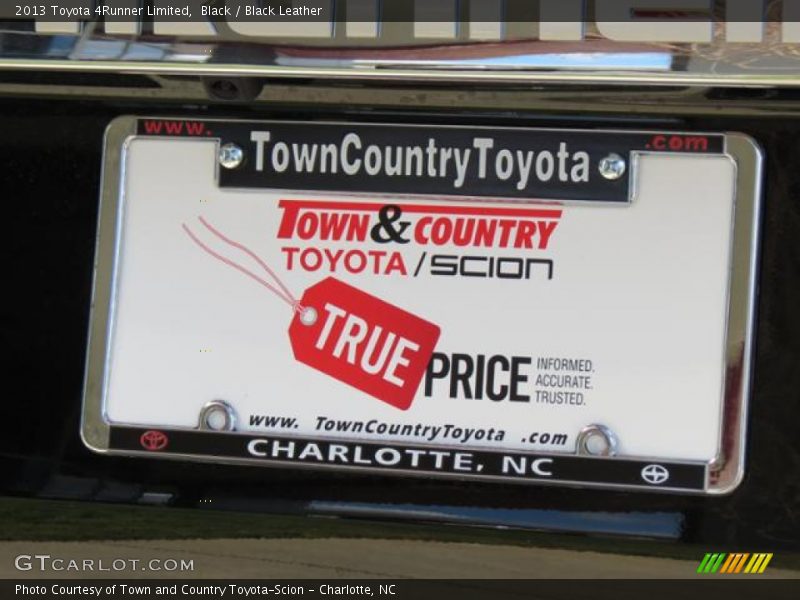 2013 Toyota 4Runner Limited,  Black / Black Leather
www. .com
TownCountryToyota
TOWN & COUNTRY
TOYOTA / SCION
TRUE
PRICE
INFORMED.
ACCURATE.
TRUSTED.
www. TownCountryToyota .com
CHARLOTTE, NC
GTCARLOT.COM
Photo Courtesy of Town and Country Toyota-Scion - Charlotte, NC